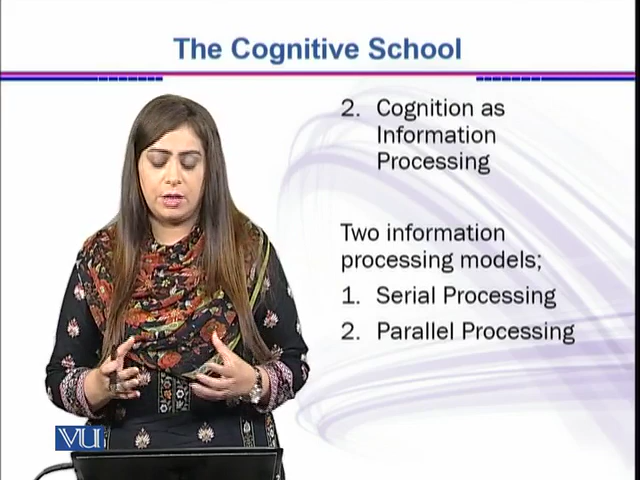 The Cognitive School
2. Cognition as
Information
Processing
Two information
processing models;
1. Serial Processing
2. Parallel Processing
VU